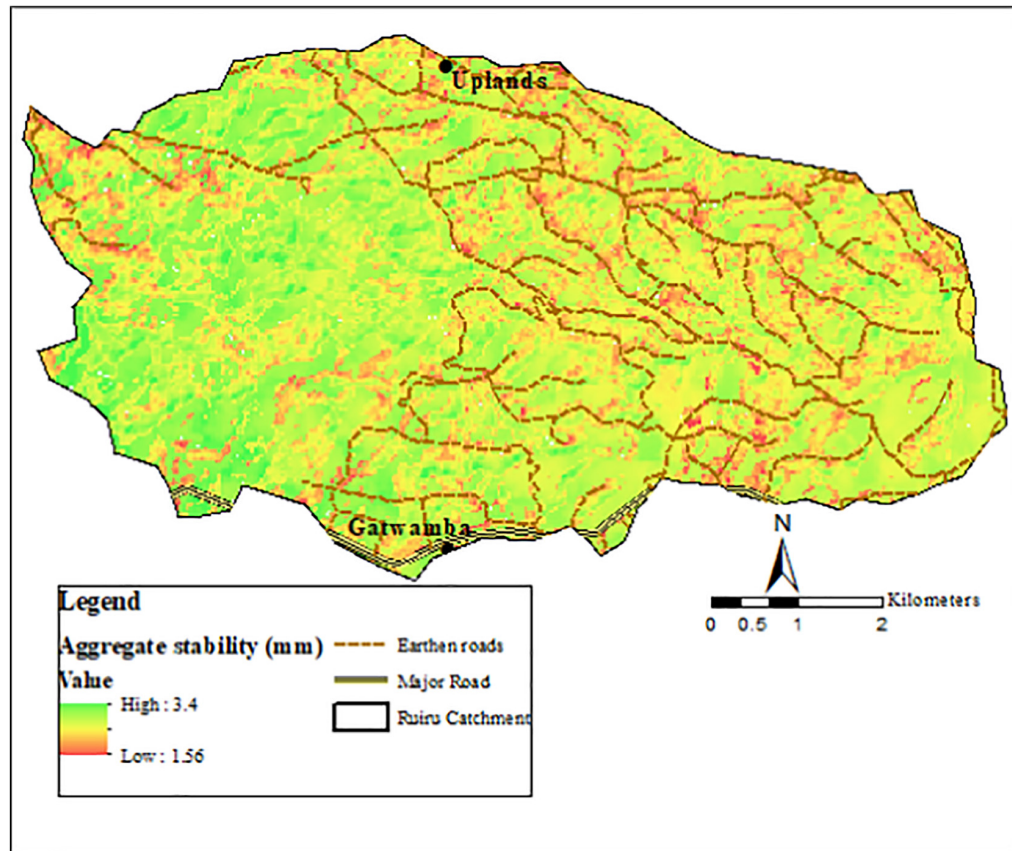 Uplands
Gatwamba
N
Kilometers
0 0.5 1 2
Legend
Aggregate stability (mm)
Value
High : 3.4
Low : 1.56
Earthen roads
Major Road
Ruiru Catchment